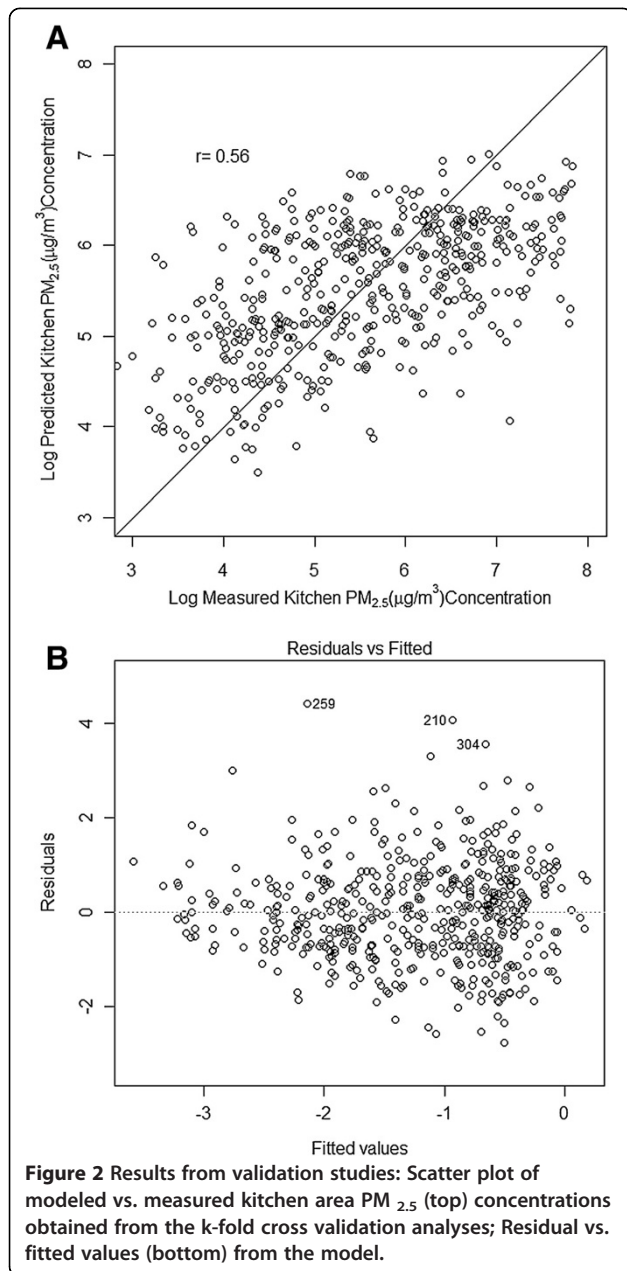 A
8
7
6
5
4
3
Log Predicted Kitchen PM2.5(µg/m3)Concentration
r= 0.56
3 4 5 6 7 8
Log Measured Kitchen PM2.5(µg/m3)Concentration
B
Residuals vs Fitted
4
2
0
-2
Residuals
259
210
304
-3 -2 -1 0
Fitted values
Figure 2 Results from validation studies: Scatter plot of
modeled vs. measured kitchen area PM 2.5 (top) concentrations
obtained from the k-fold cross validation analyses; Residual vs.
fitted values (bottom) from the model.